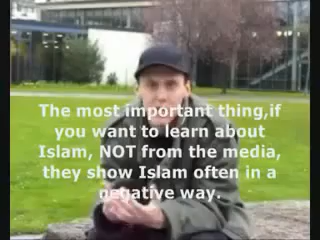 The most important thing,if
you want to learn about
Islam, NOT from the media,
they show Islam often in a
negative way.